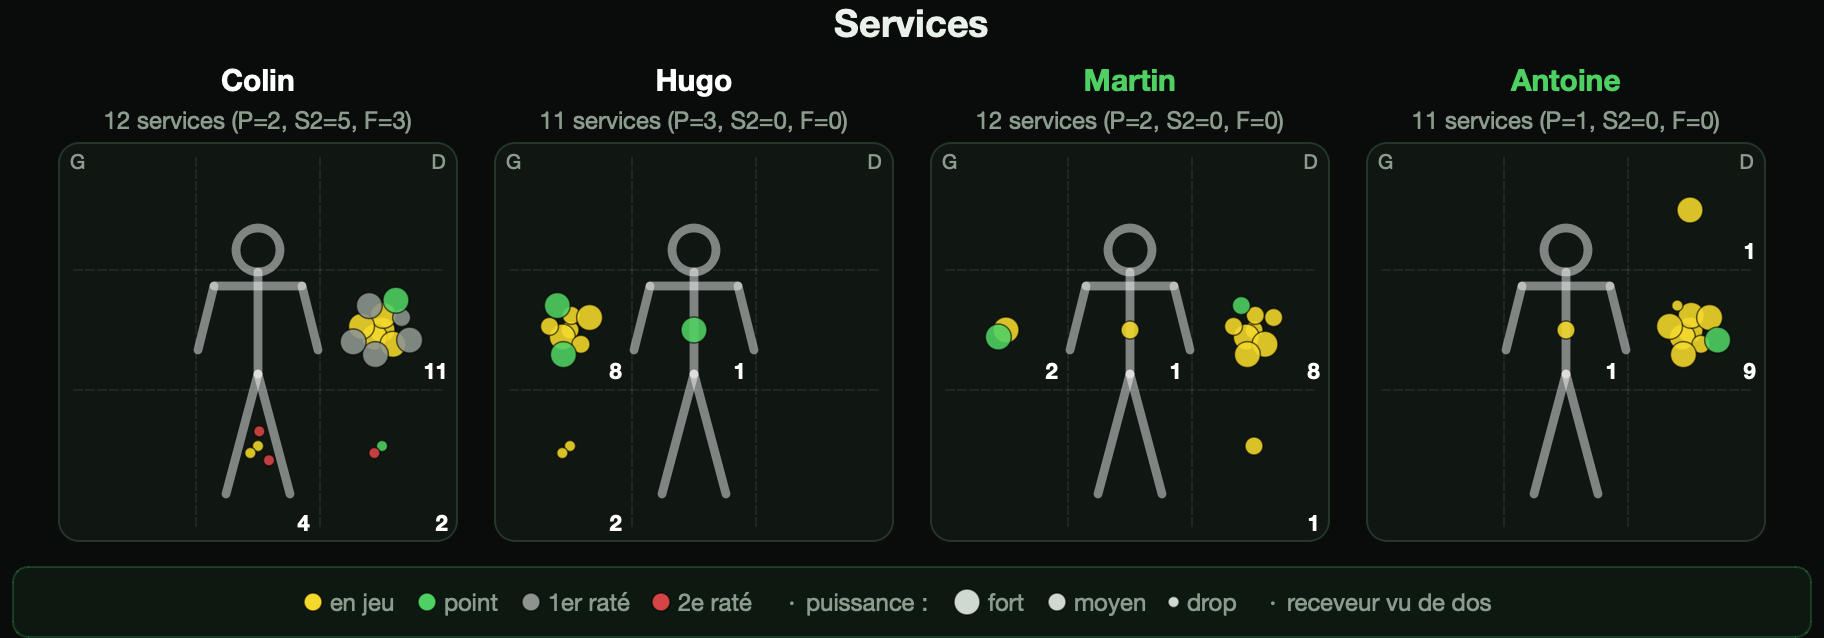 Services
Colin
12 services (P=2, S2=5, F=3)
G
D
11
4
2
Hugo
11 services (P=3, S2=0, F=0)
G
D
8
1
2
Martin
12 services (P=2, S2=0, F=0)
G
D
2
1
8
1
Antoine
11 services (P=1, S2=0, F=0)
G
D
1
1
9
en jeu point 1er raté 2e raté · puissance : fort moyen drop · receveur vu de dos